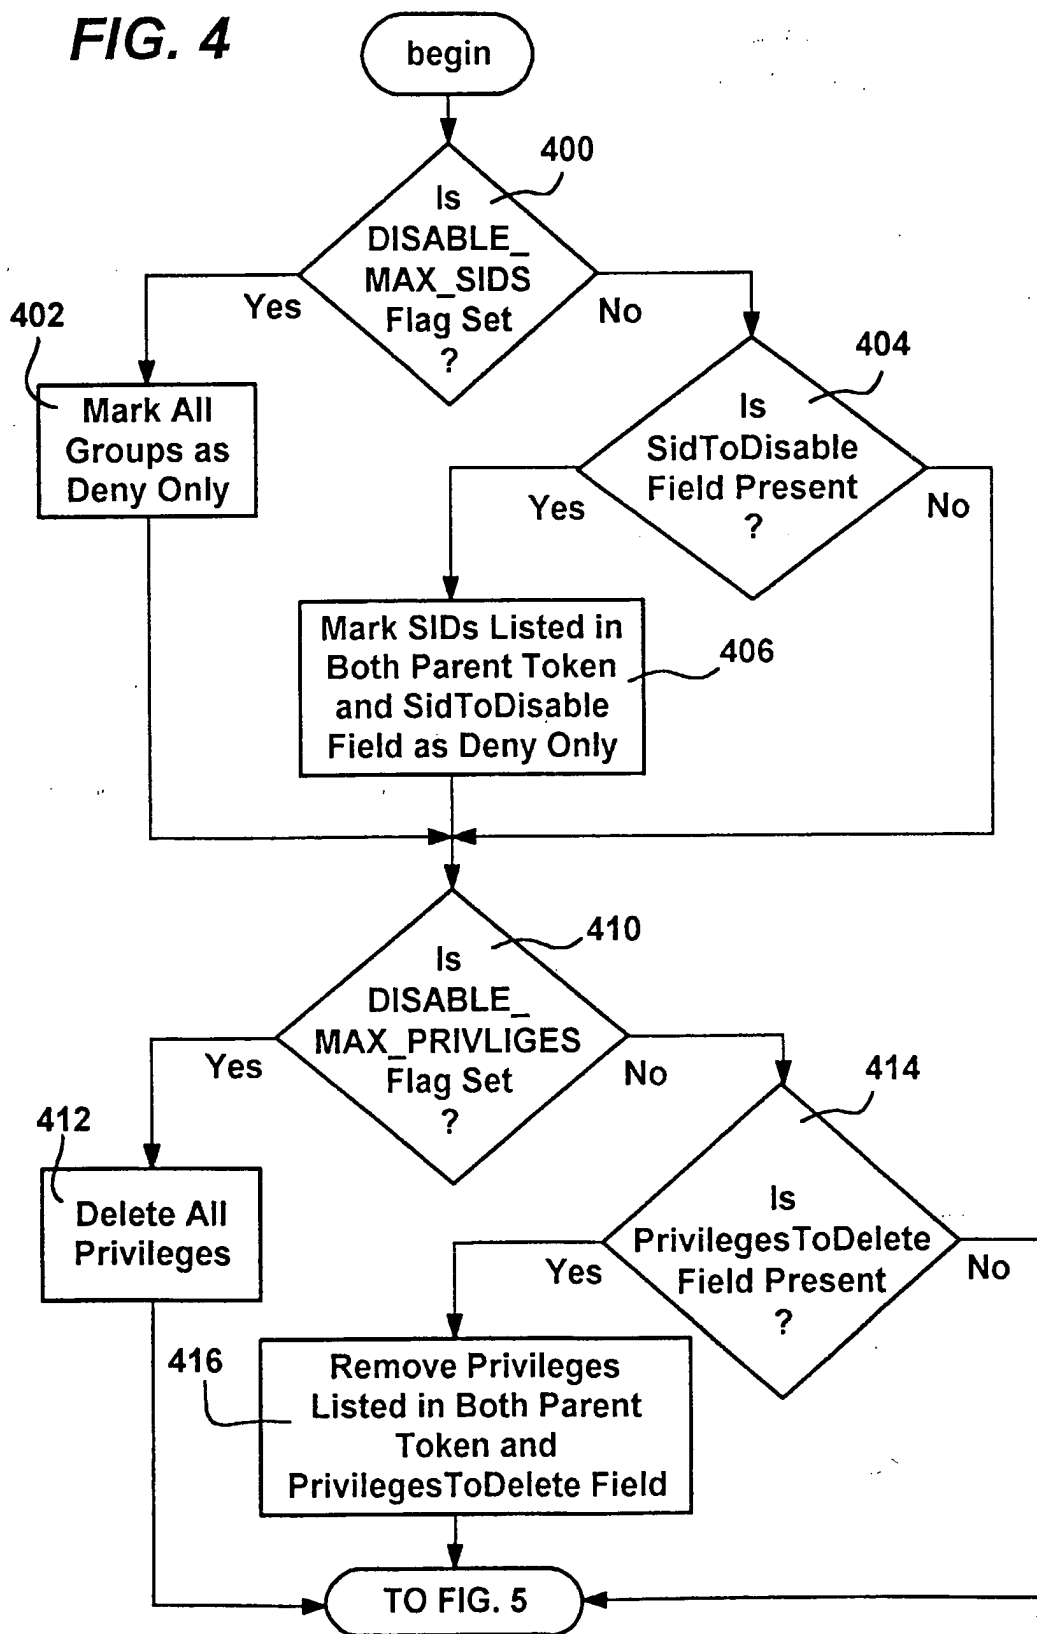 FIG. 4
begin
400
Is
DISABLE_
MAX_SIDS
Flag Set
?
Yes
No
402
Mark All
Groups as
Deny Only
404
Is
SidToDisable
Field Present
?
Yes
No
Mark SIDs Listed in
Both Parent Token
and SidToDisable
Field as Deny Only
406
410
Is
DISABLE_
MAX_PRIVLIGES
Flag Set
?
Yes
No
412
Delete All
Privileges
414
Is
PrivilegesToDelete
Field Present
?
Yes
No
416
Remove Privileges
Listed in Both Parent
Token and
PrivilegesToDelete Field
TO FIG. 5